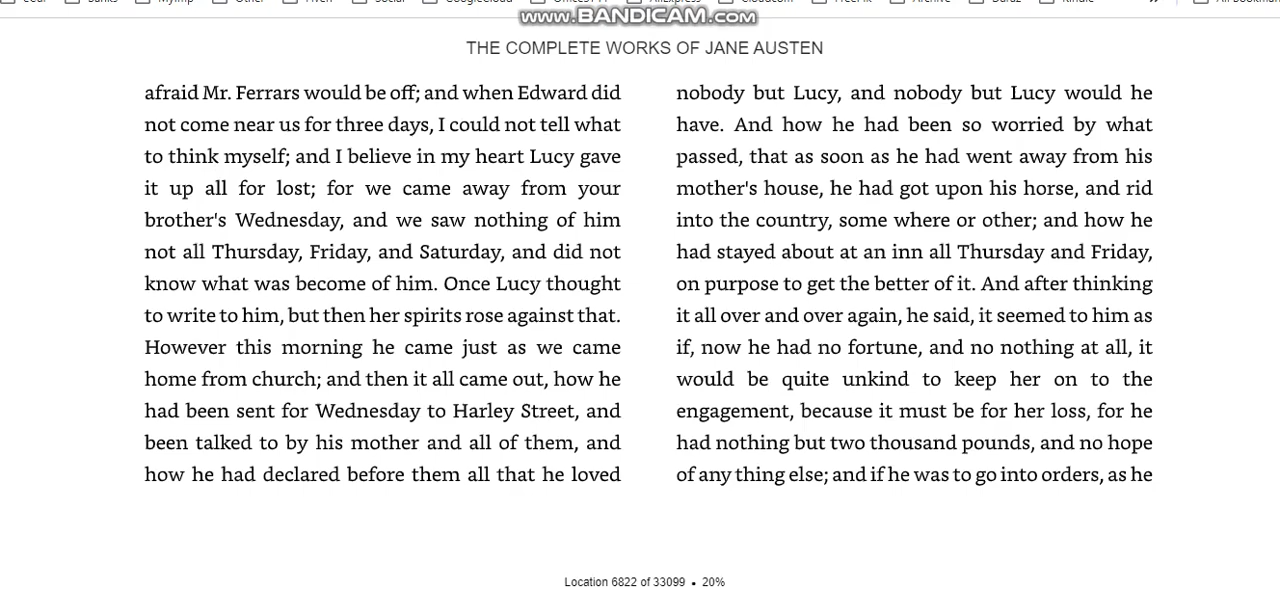 www.BANDICAM.com
THE COMPLETE WORKS OF JANE AUSTEN
afraid Mr. Ferrars would be off; and when Edward did
not come near us for three days, I could not tell what
to think myself; and I believe in my heart Lucy gave
it up all for lost; for we came away from your
brother's Wednesday, and we saw nothing of him
not all Thursday, Friday, and Saturday, and did not
know what was become of him. Once Lucy thought
to write to him, but then her spirits rose against that.
However this morning he came just as we came
home from church; and then it all came out, how he
had been sent for Wednesday to Harley Street, and
been talked to by his mother and all of them, and
how he had declared before them all that he loved
nobody but Lucy, and nobody but Lucy would he
have. And how he had been so worried by what
passed, that as soon as he had went away from his
mother's house, he had got upon his horse, and rid
into the country, some where or other; and how he
had stayed about at an inn all Thursday and Friday,
on purpose to get the better of it. And after thinking
it all over and over again, he said, it seemed to him as
if, now he had no fortune, and no nothing at all, it
would be quite unkind to keep her on to the
engagement, because it must be for her loss, for he
had nothing but two thousand pounds, and no hope
of any thing else; and if he was to go into orders, as he
Location 6822 of 33099 • 20%